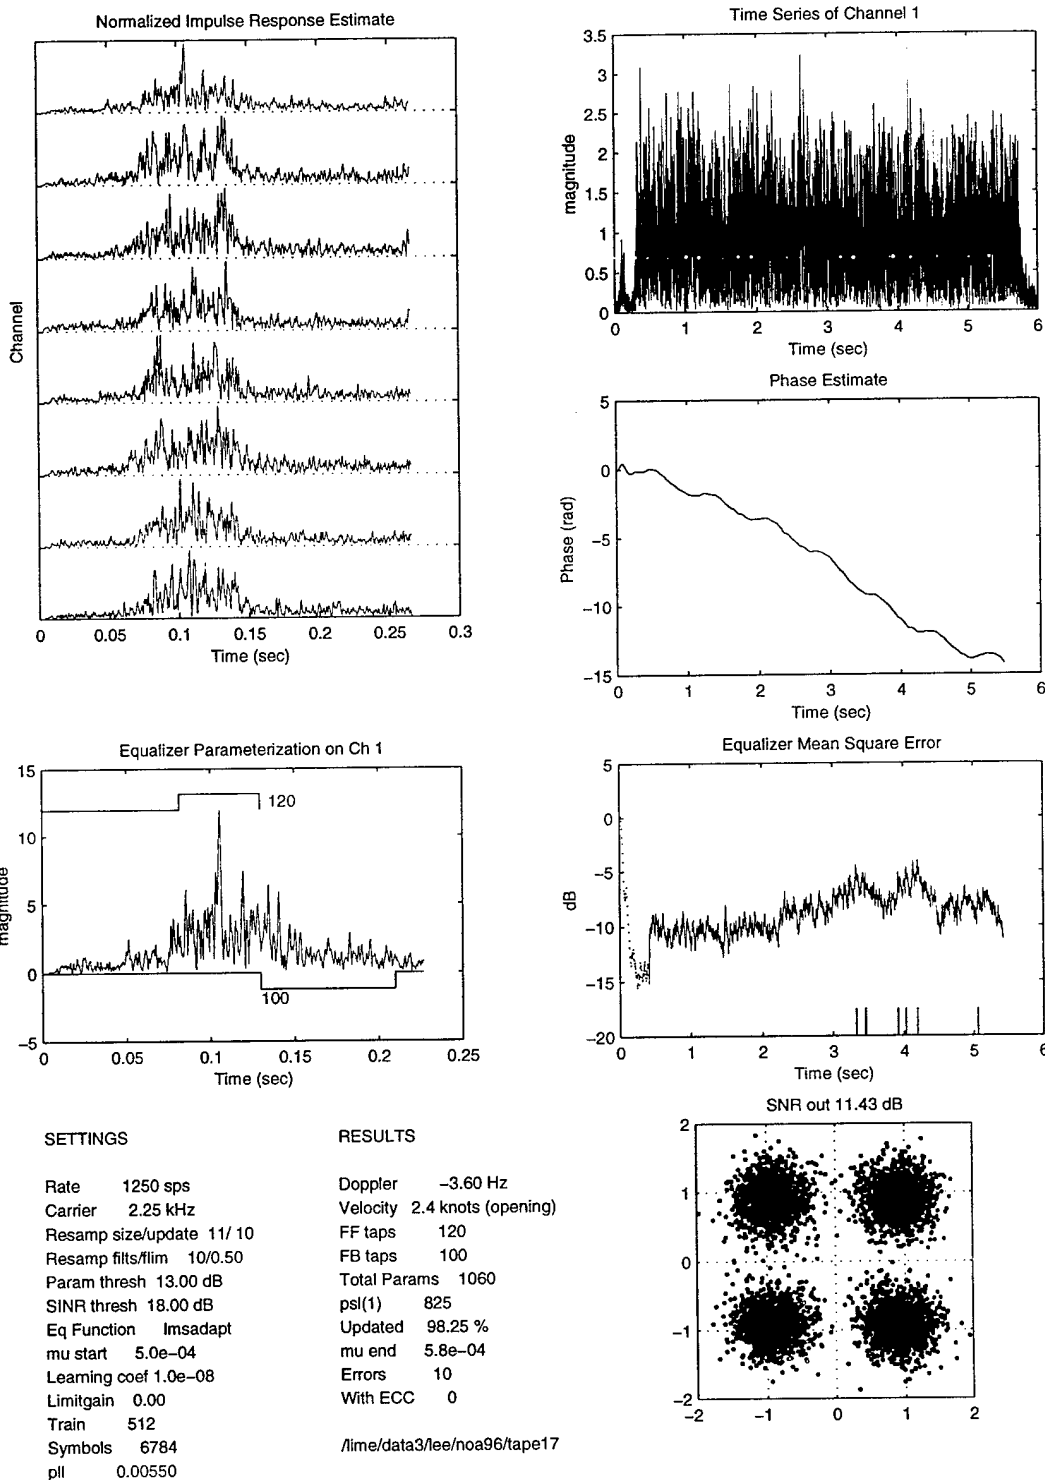 Normalized Impulse Response Estimate
Channel
0 0.05 0.1 0.15 0.2 0.25 0.3
Time (sec)
Time Series of Channel 1
3.5
3
2.5
2
1.5
1
0.5
0
magnitude
0 1 2 3 4 5 6
Time (sec)
Phase Estimate
5
0
−5
−10
−15
Phase (rad)
0 1 2 3 4 5 6
Time (sec)
Equalizer Parameterization on Ch 1
15
10
5
0
−5
magnitude
120
100
0 0.05 0.1 0.15 0.2 0.25
Time (sec)
Equalizer Mean Square Error
5
0
−5
−10
−15
−20
dB
0 1 2 3 4 5 6
Time (sec)
SETTINGS
Rate 1250 sps
Carrier 2.25 kHz
Resamp size/update 11/ 10
Resamp filts/flim 10/0.50
Param thresh 13.00 dB
SINR thresh 18.00 dB
Eq Function lmsadapt
mu start 5.0e−04
Learning coef 1.0e−08
Limitgain 0.00
Train 512
Symbols 6784
pll 0.00550
RESULTS
Doppler −3.60 Hz
Velocity 2.4 knots (opening)
FF taps 120
FB taps 100
Total Params 1060
psl(1) 825
Updated 98.25 %
mu end 5.8e−04
Errors 10
With ECC 0
/lime/data3/lee/noa96/tape17
SNR out 11.43 dB
2
1
0
−1
−2
−2 −1 0 1 2